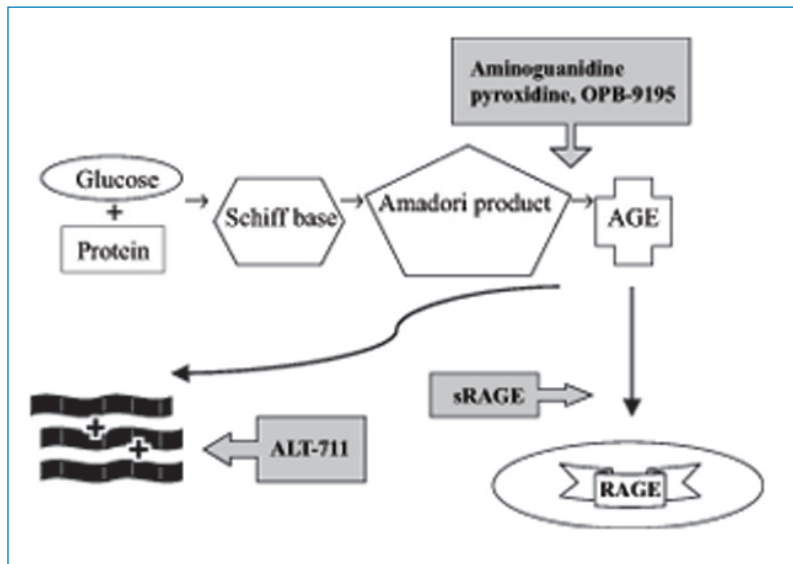 Aminoguanidine
pyroxidine, OPB-9195
Glucose
+
Protein
Schiff base
Amadori product
AGE
sRAGE
ALT-711
+
+
RAGE